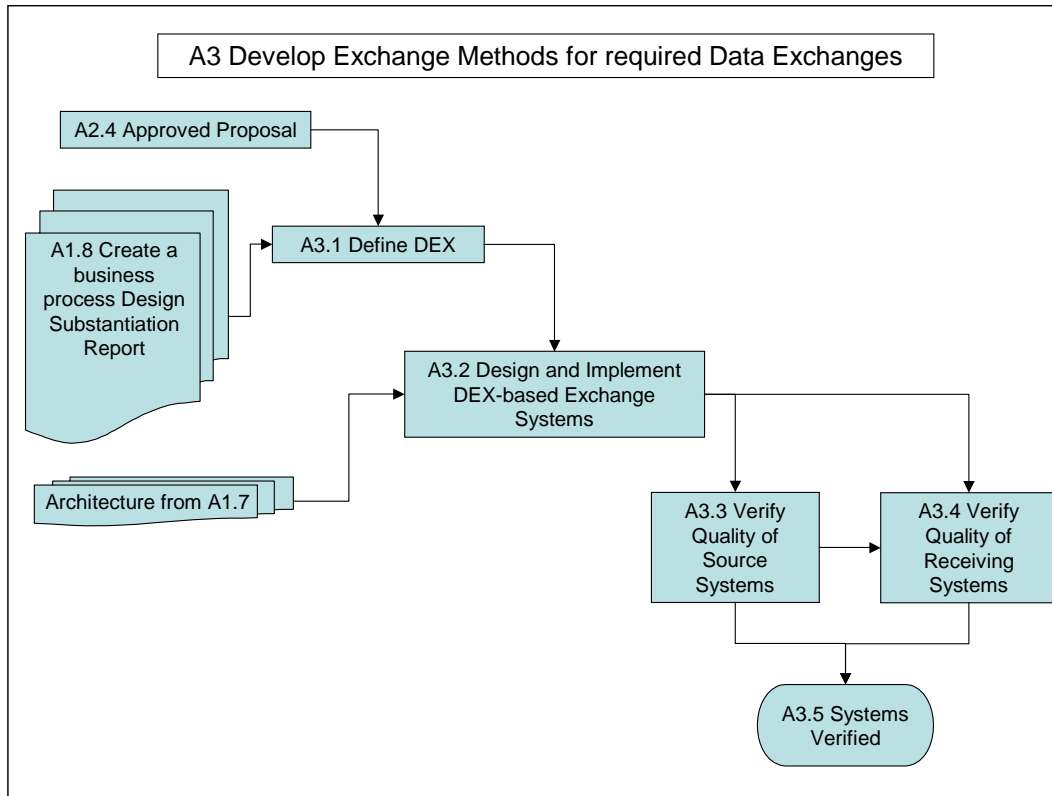 A3 Develop Exchange Methods for required Data Exchanges
A2.4 Approved Proposal
A1.8 Create a
business
process Design
Substantiation
Report
A3.1 Define DEX
A3.2 Design and Implement
DEX-based Exchange
Systems
Architecture from A1.7
A3.3 Verify
Quality of
Source
Systems
A3.4 Verify
Quality of
Receiving
Systems
A3.5 Systems
Verified